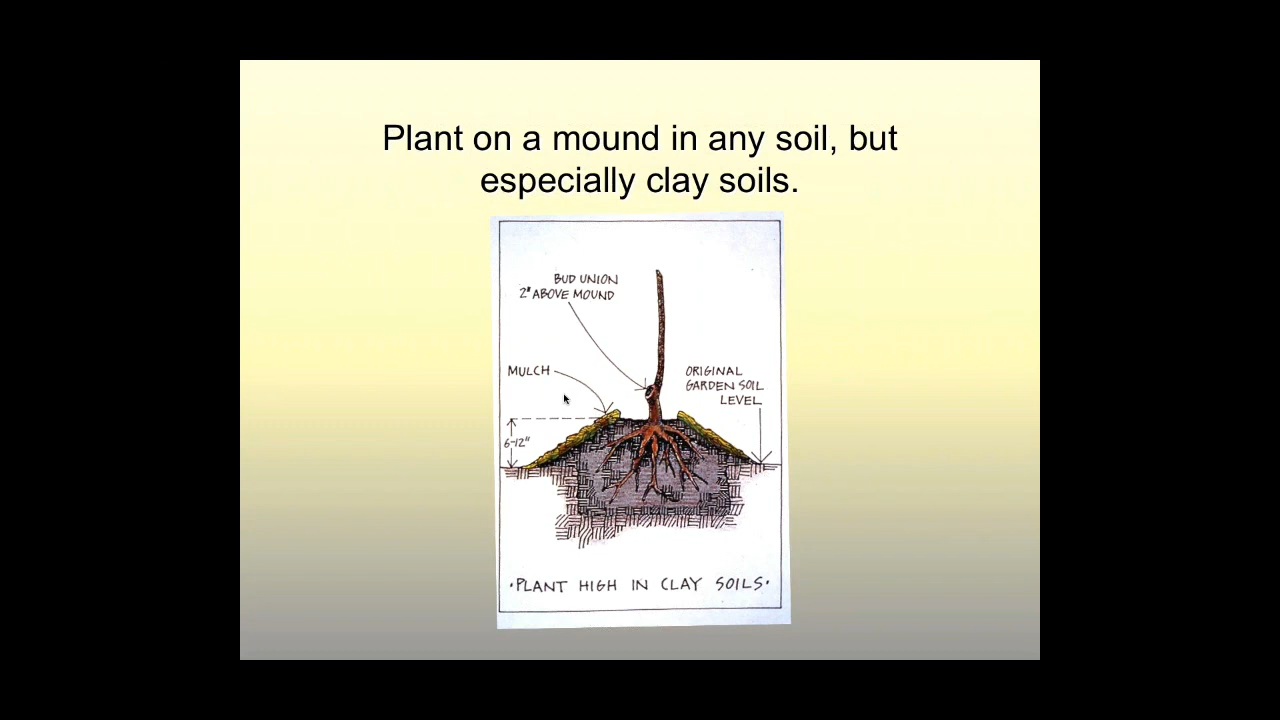 Plant on a mound in any soil, but
especially clay soils.
BUD UNION
2" ABOVE MOUND
MULCH
ORIGINAL
GARDEN SOIL
LEVEL
6-12"
•PLANT HIGH IN CLAY SOILS•